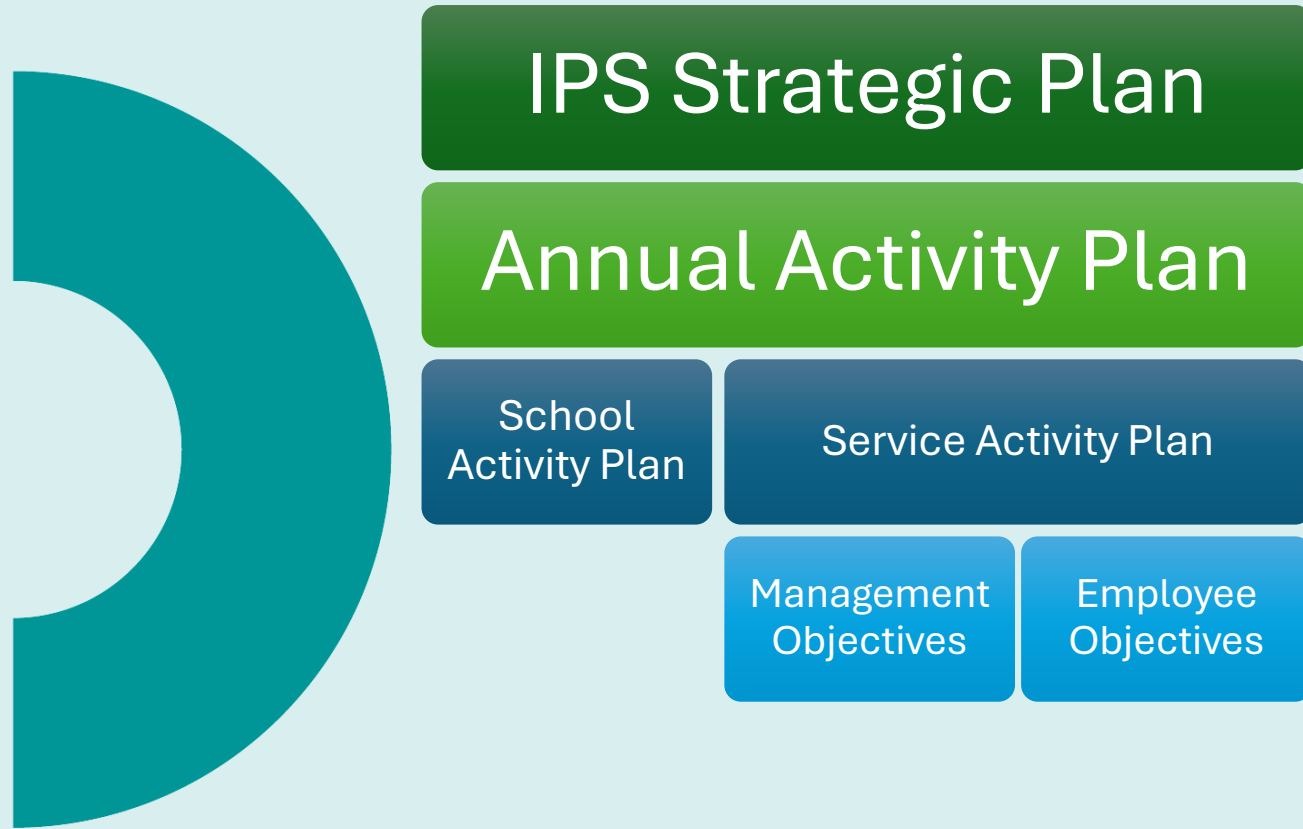 IPS Strategic Plan
Annual Activity Plan
School
Activity Plan
Service Activity Plan
Management
Objectives
Employee
Objectives